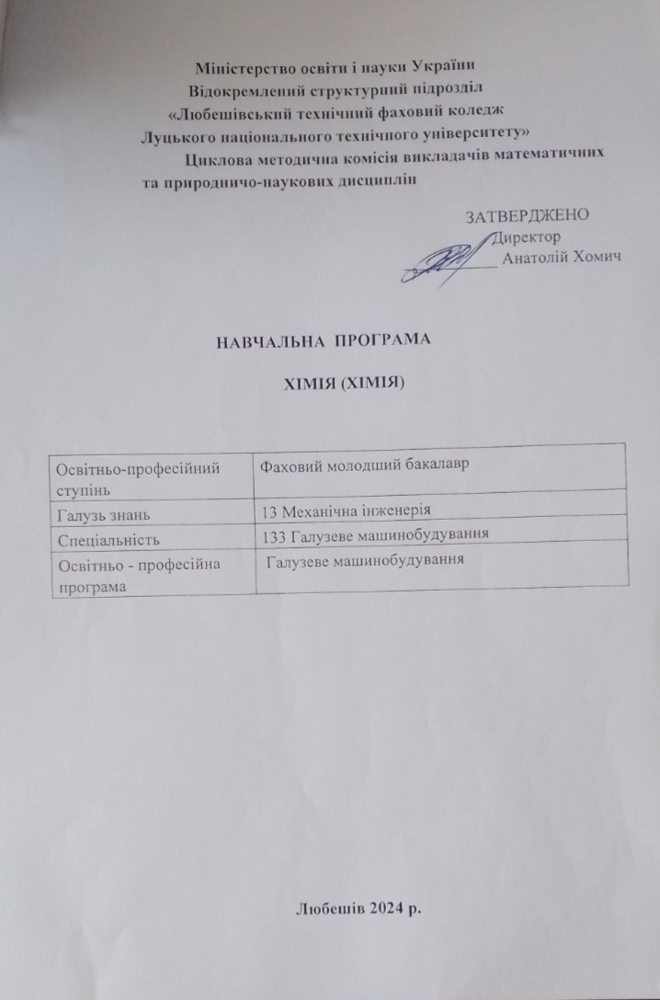 Міністерство освіти і науки України
Відокремлений структурний підрозділ
«Любешівський технічний фаховий коледж
Луцького національного технічного університету»
Циклова методична комісія викладачів математичних
та природничо-наукових дисциплін
ЗАТВЕРДЖЕНО
Директор
__________ Анатолій Хомич
НАВЧАЛЬНА ПРОГРАМА
ХІМІЯ (ХІМІЯ)
Освітньо-професійний Фаховий молодший бакалавр
ступінь
Галузь знань 13 Механічна інженерія
Спеціальність 133 Галузеве машинобудування
Освітньо - професійна Галузеве машинобудування
програма
Любешів 2024 р.